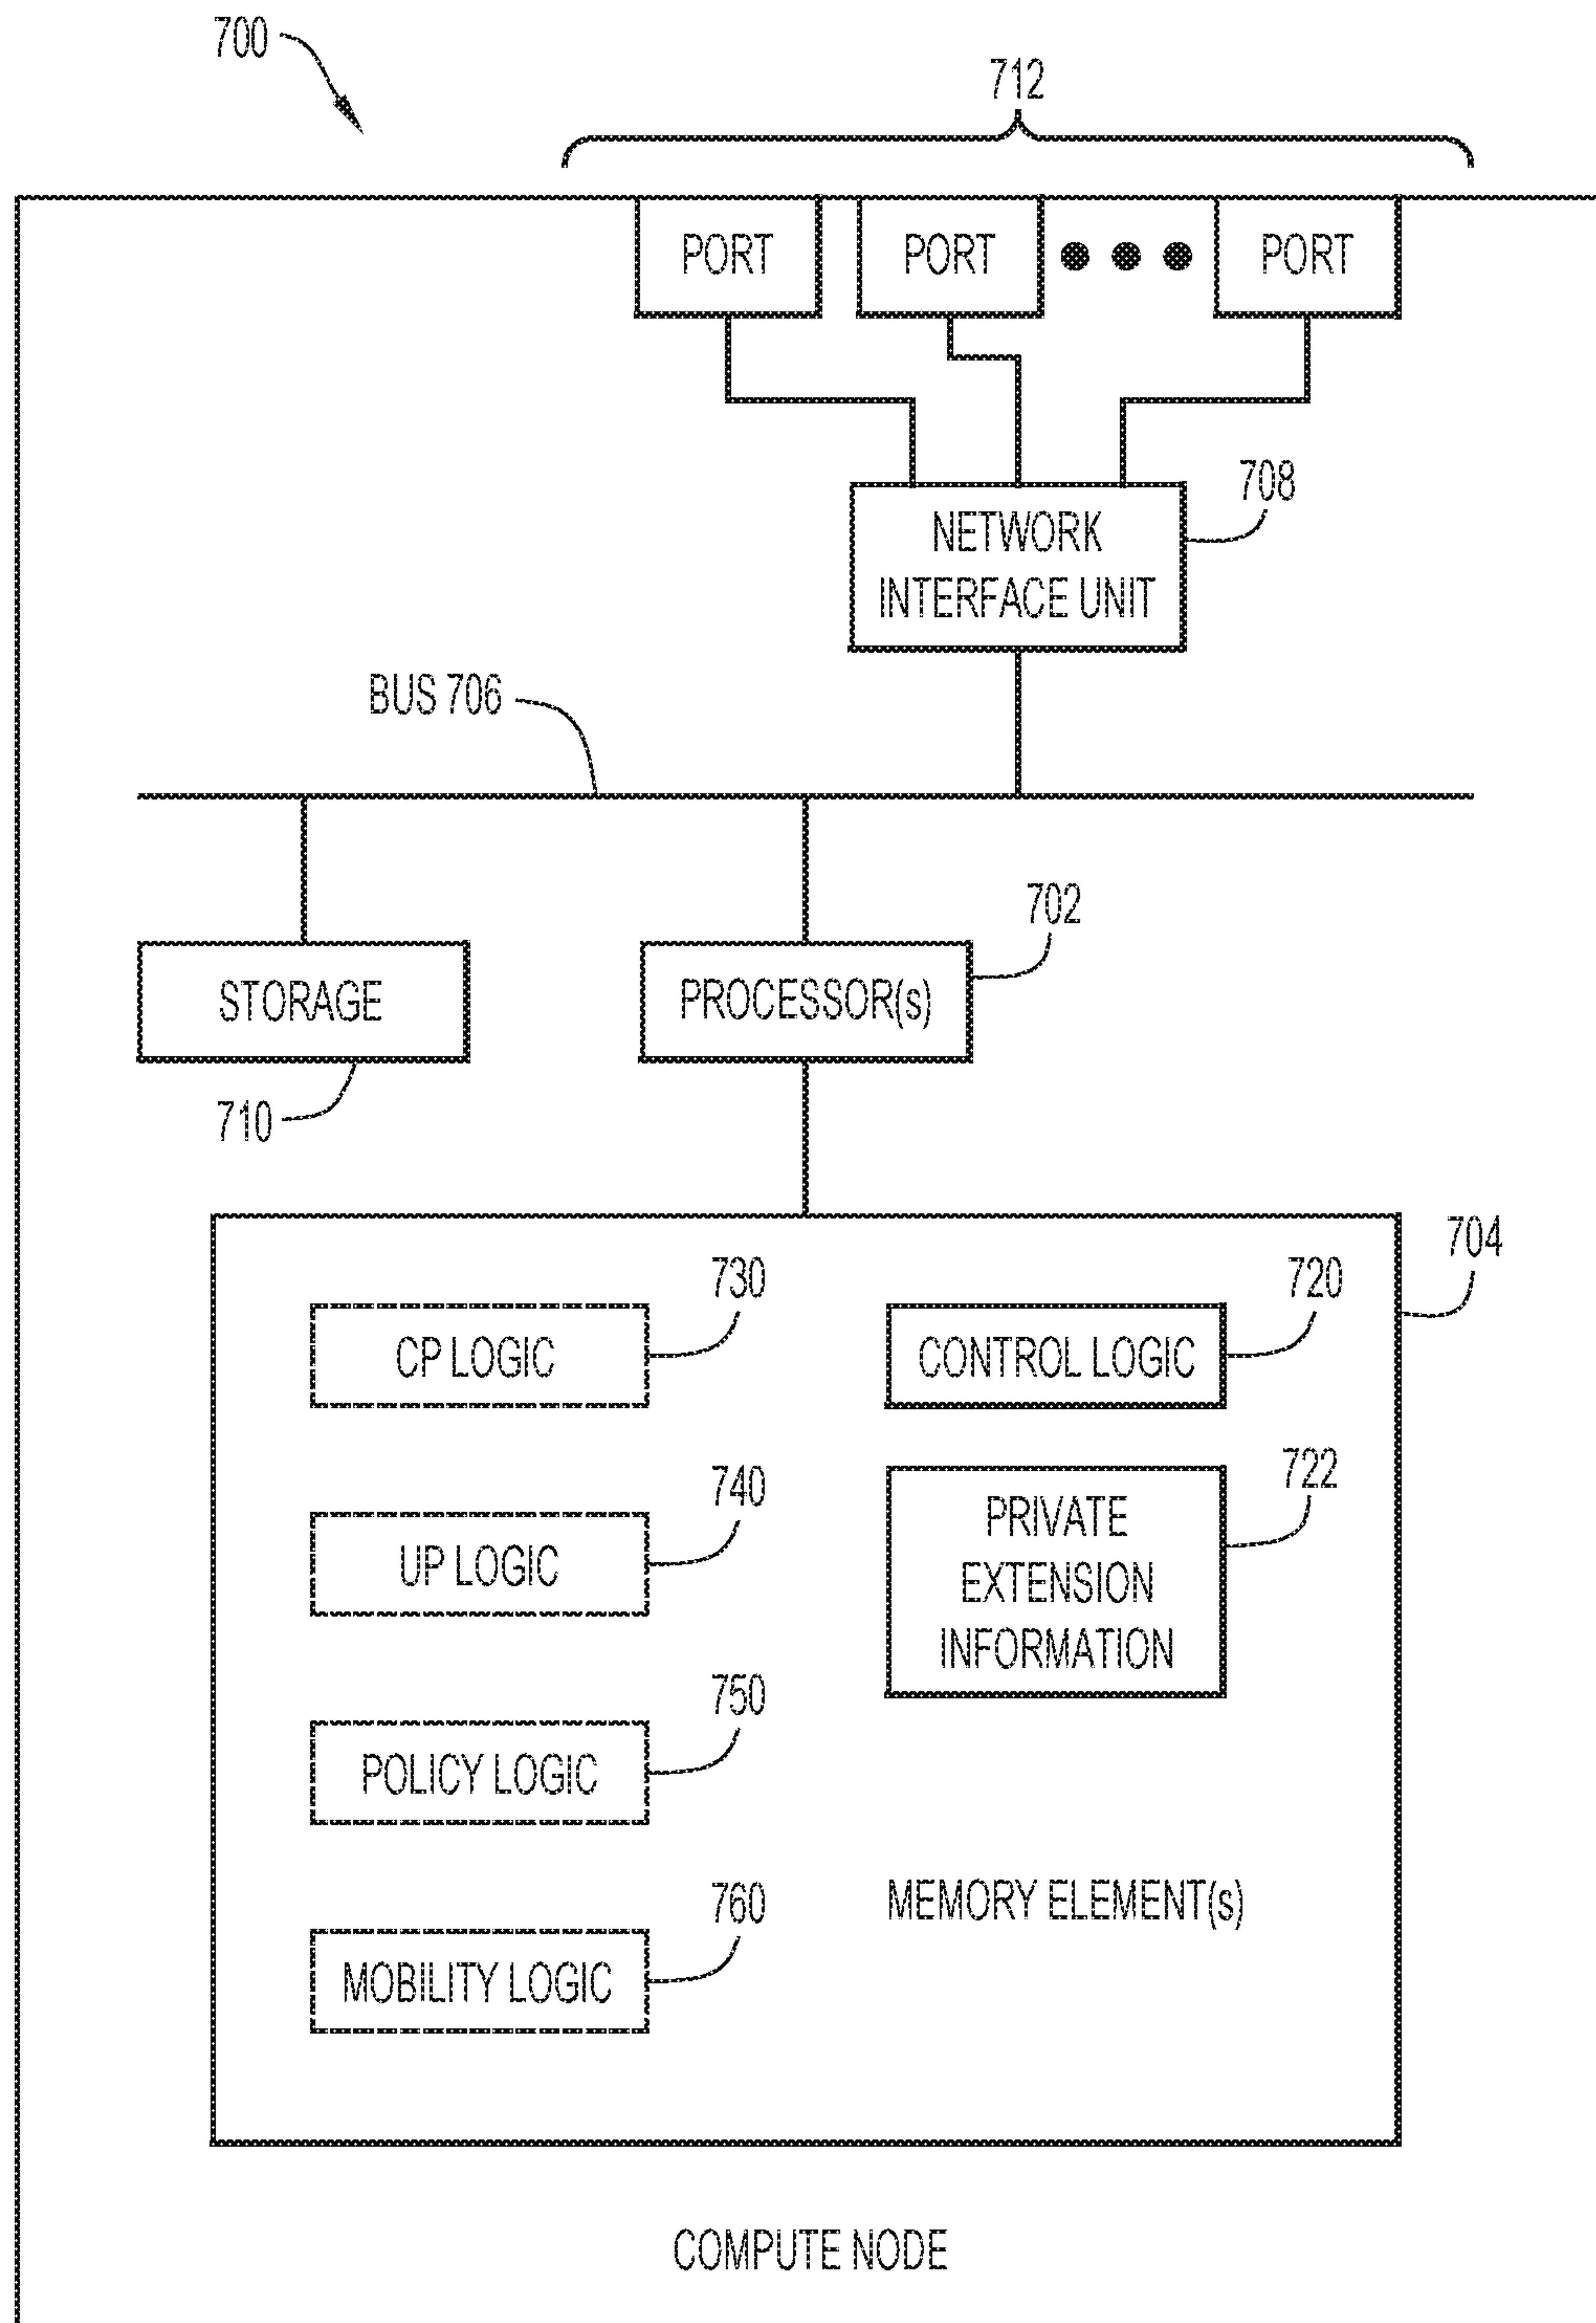 700
712
PORT
PORT
PORT
708
NETWORK
INTERFACE UNIT
BUS 706
702
STORAGE
PROCESSOR(s)
710
704
730
720
CP LOGIC
CONTROL LOGIC
740
722
UP LOGIC
PRIVATE
EXTENSION
INFORMATION
750
POLICY LOGIC
760
MEMORY ELEMENT(s)
MOBILITY LOGIC
COMPUTE NODE